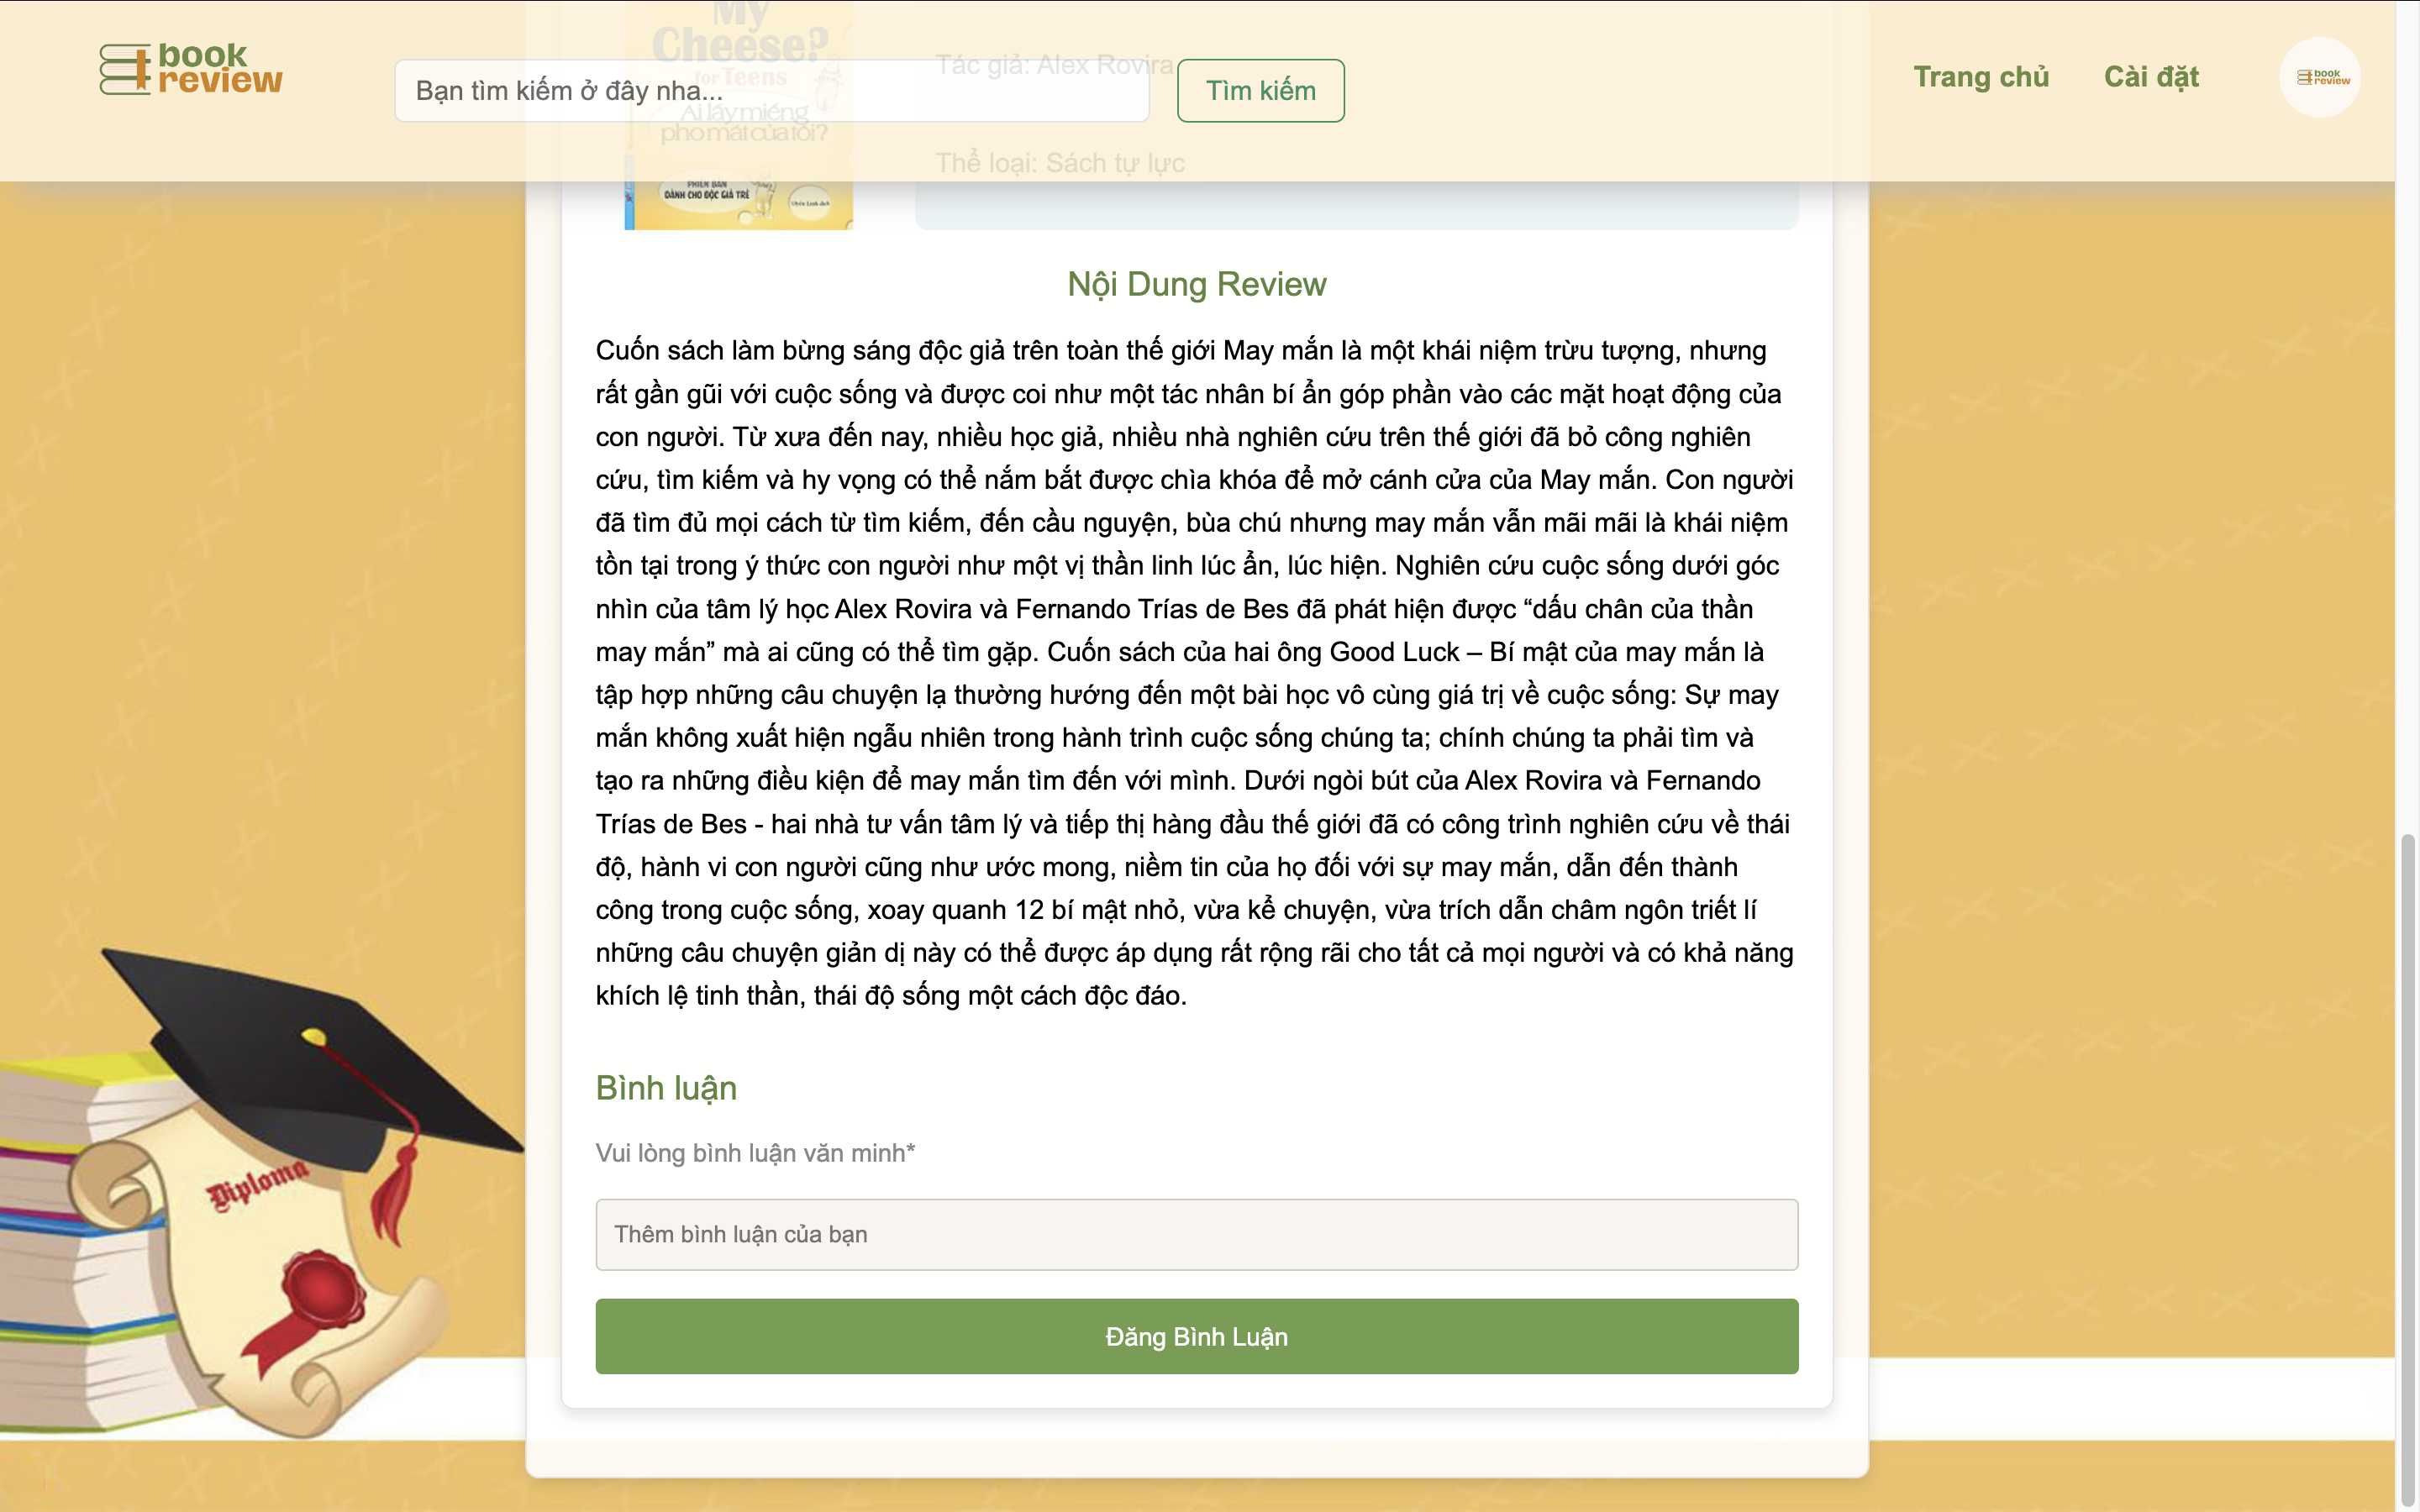 My
Cheese?
for Teens
Ai lấy miếng
pho mát của tôi?
PHIÊN BẢN
DÀNH CHO ĐỘC GIẢ TRẺ
book
review
Bạn tìm kiếm ở đây nha...
Tìm kiếm
Trang chủ
Cài đặt
book
review
Tác giả: Alex Rovira
Thể loại: Sách tự lực
Nội Dung Review
Cuốn sách làm bừng sáng độc giả trên toàn thế giới May mắn là một khái niệm trừu tượng, nhưng
rất gần gũi với cuộc sống và được coi như một tác nhân bí ẩn góp phần vào các mặt hoạt động của
con người. Từ xưa đến nay, nhiều học giả, nhiều nhà nghiên cứu trên thế giới đã bỏ công nghiên
cứu, tìm kiếm và hy vọng có thể nắm bắt được chìa khóa để mở cánh cửa của May mắn. Con người
đã tìm đủ mọi cách từ tìm kiếm, đến cầu nguyện, bùa chú nhưng may mắn vẫn mãi mãi là khái niệm
tồn tại trong ý thức con người như một vị thần linh lúc ẩn, lúc hiện. Nghiên cứu cuộc sống dưới góc
nhìn của tâm lý học Alex Rovira và Fernando Trías de Bes đã phát hiện được “dấu chân của thần
may mắn” mà ai cũng có thể tìm gặp. Cuốn sách của hai ông Good Luck – Bí mật của may mắn là
tập hợp những câu chuyện lạ thường hướng đến một bài học vô cùng giá trị về cuộc sống: Sự may
mắn không xuất hiện ngẫu nhiên trong hành trình cuộc sống chúng ta; chính chúng ta phải tìm và
tạo ra những điều kiện để may mắn tìm đến với mình. Dưới ngòi bút của Alex Rovira và Fernando
Trías de Bes - hai nhà tư vấn tâm lý và tiếp thị hàng đầu thế giới đã có công trình nghiên cứu về thái
độ, hành vi con người cũng như ước mong, niềm tin của họ đối với sự may mắn, dẫn đến thành
công trong cuộc sống, xoay quanh 12 bí mật nhỏ, vừa kể chuyện, vừa trích dẫn châm ngôn triết lí
những câu chuyện giản dị này có thể được áp dụng rất rộng rãi cho tất cả mọi người và có khả năng
khích lệ tinh thần, thái độ sống một cách độc đáo.
Bình luận
Vui lòng bình luận văn minh*
Thêm bình luận của bạn
Đăng Bình Luận
Diploma